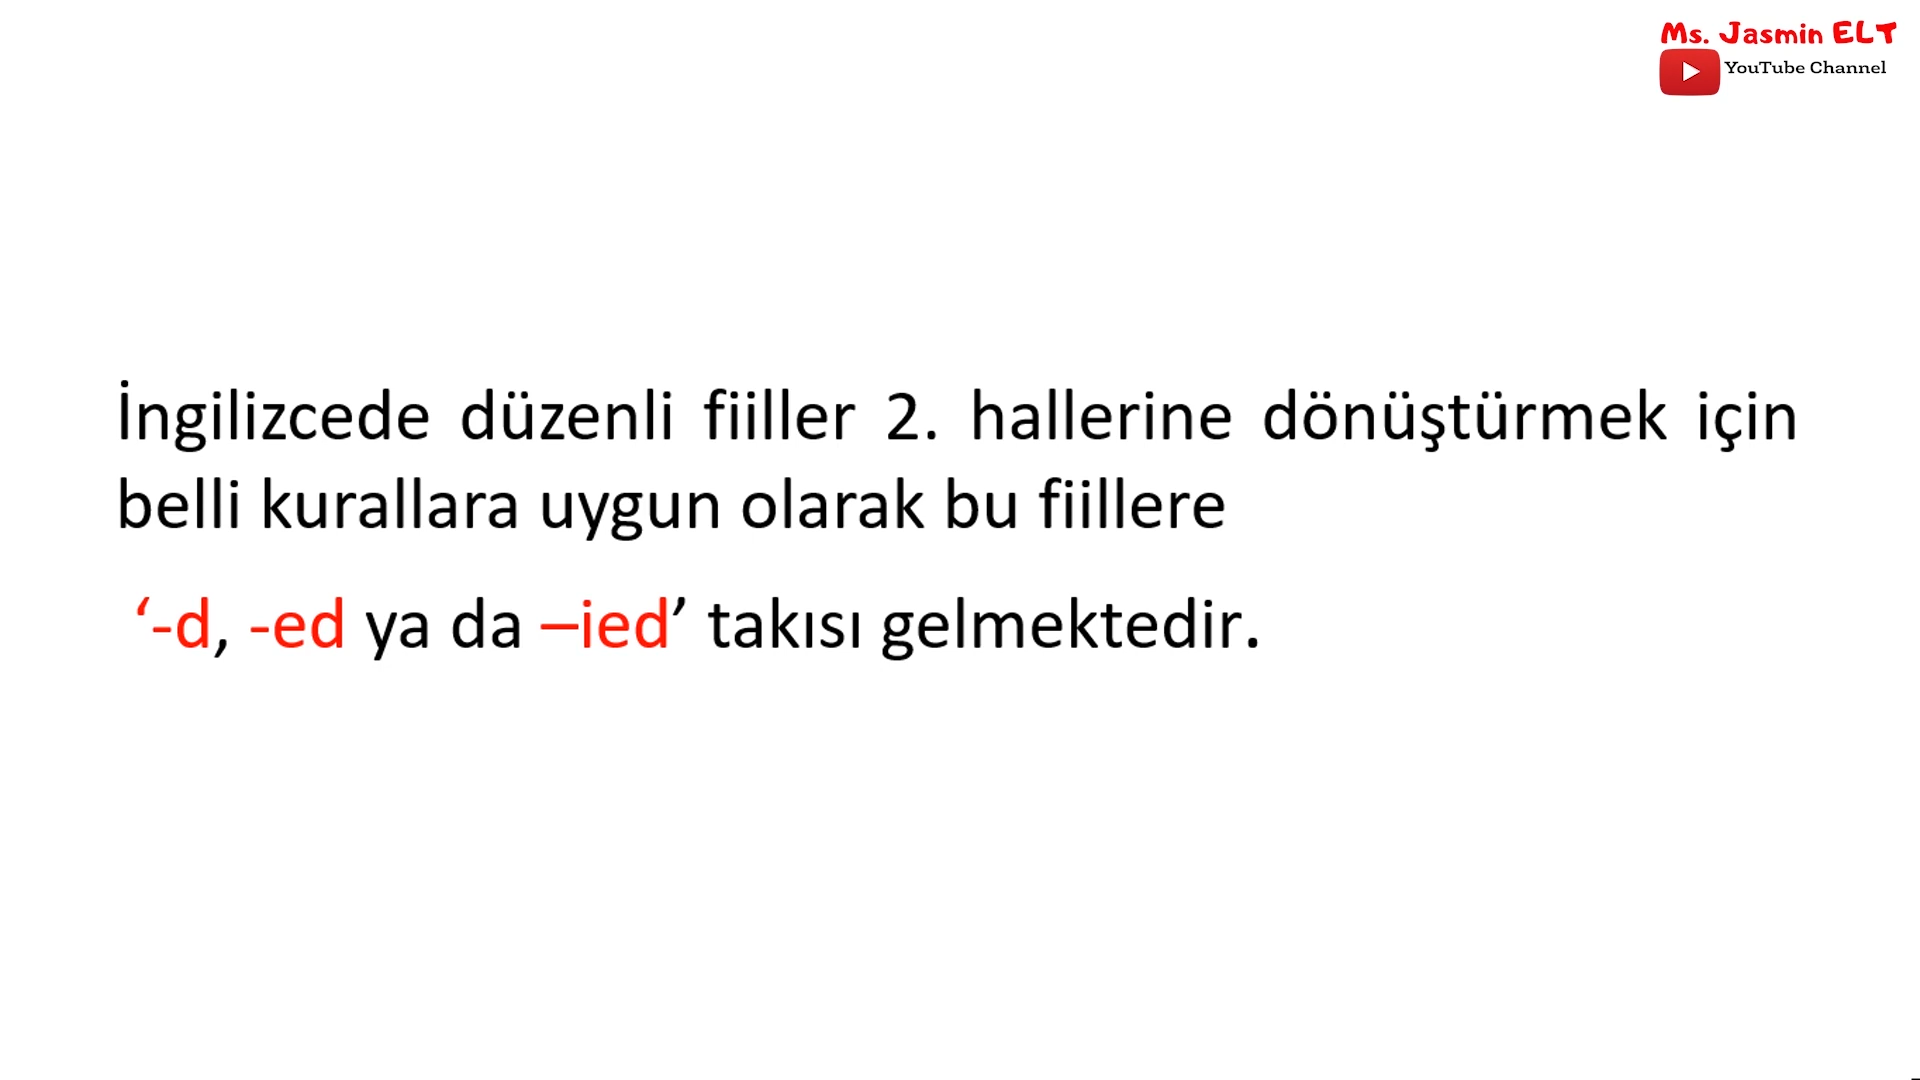 Ms. Jasmin ELT
YouTube Channel
İngilizcede düzenli fiiller 2. hallerine dönüştürmek için
belli kurallara uygun olarak bu fiillere
‘-d, -ed ya da –ied’ takısı gelmektedir.